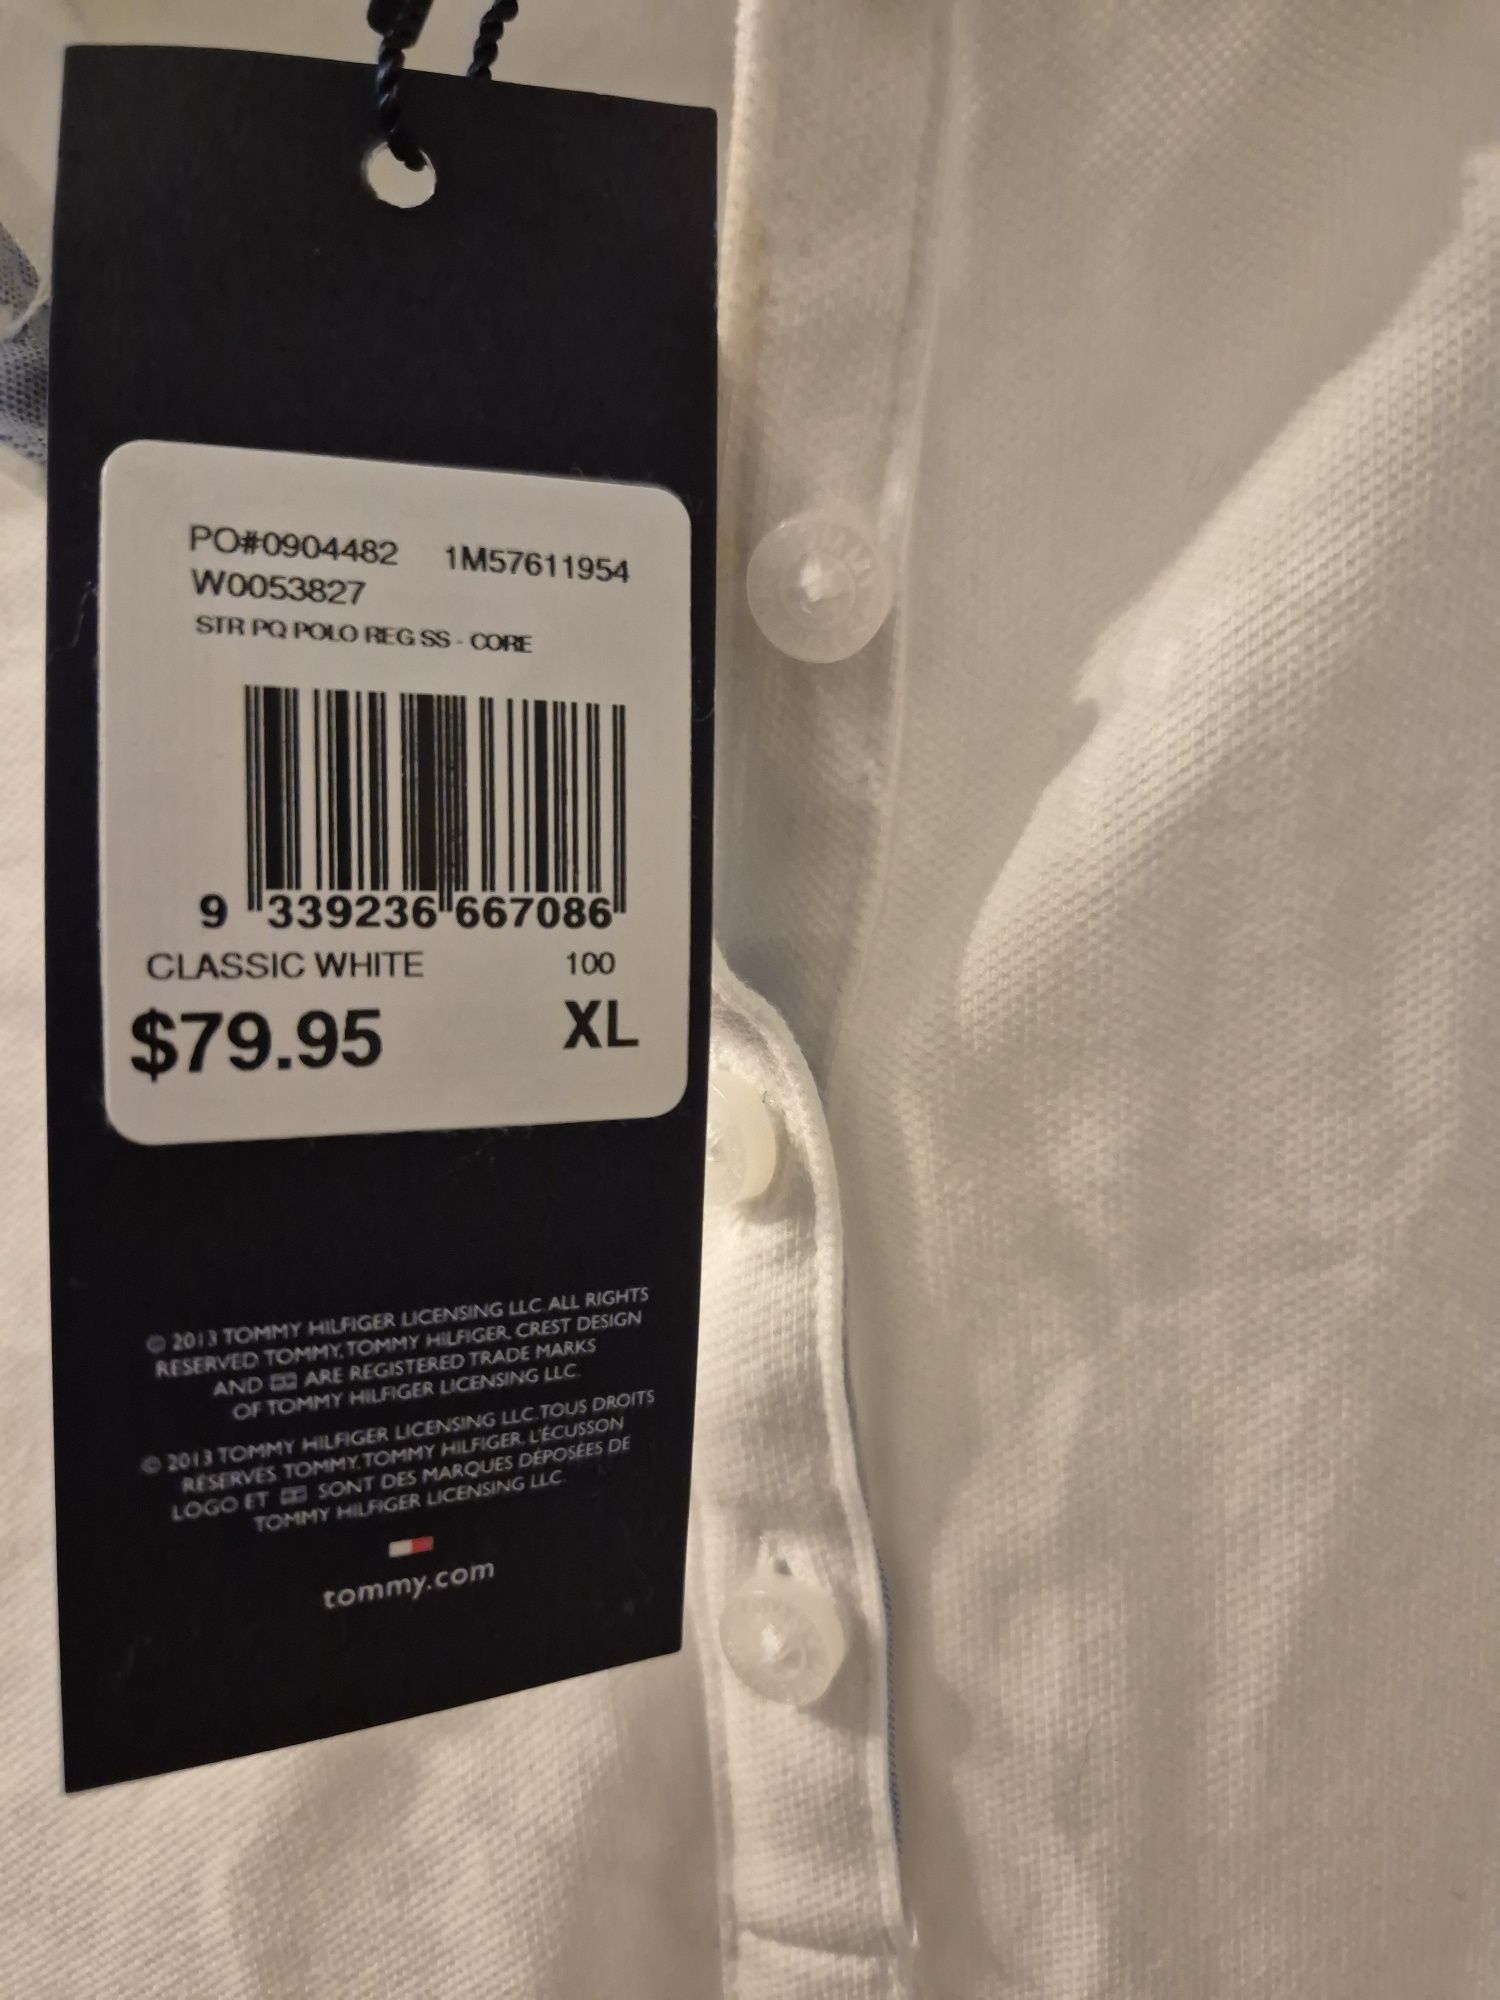 PO#0904482 1M57611954
W0053827
STR PQ POLO REG SS - CORE
9 339236 667086
CLASSIC WHITE 100
$79.95 XL
© 2013 TOMMY HILFIGER LICENSING LLC. ALL RIGHTS
RESERVED TOMMY, TOMMY HILFIGER, CREST DESIGN
AND ARE REGISTERED TRADE MARKS
OF TOMMY HILFIGER LICENSING LLC.
© 2013 TOMMY HILFIGER LICENSING LLC. TOUS DROITS
RÉSERVES TOMMY, TOMMY HILFIGER, L'ÉCUSSON
LOGO ET SONT DES MARQUES DÉPOSÉES DE
TOMMY HILFIGER LICENSING LLC.
tommy.com